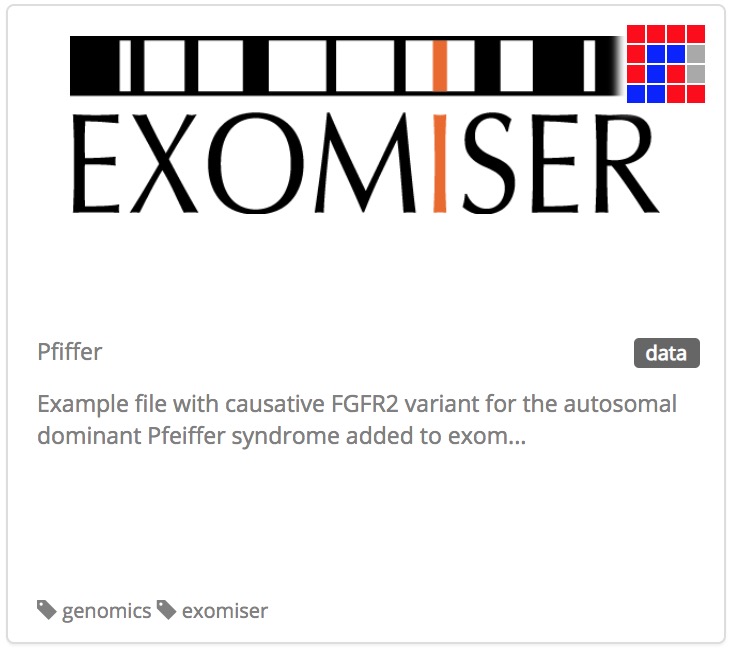 EXOMISER
Pfiffer
data
Example file with causative FGFR2 variant for the autosomal
dominant Pfeiffer syndrome added to exom...
genomics exomiser